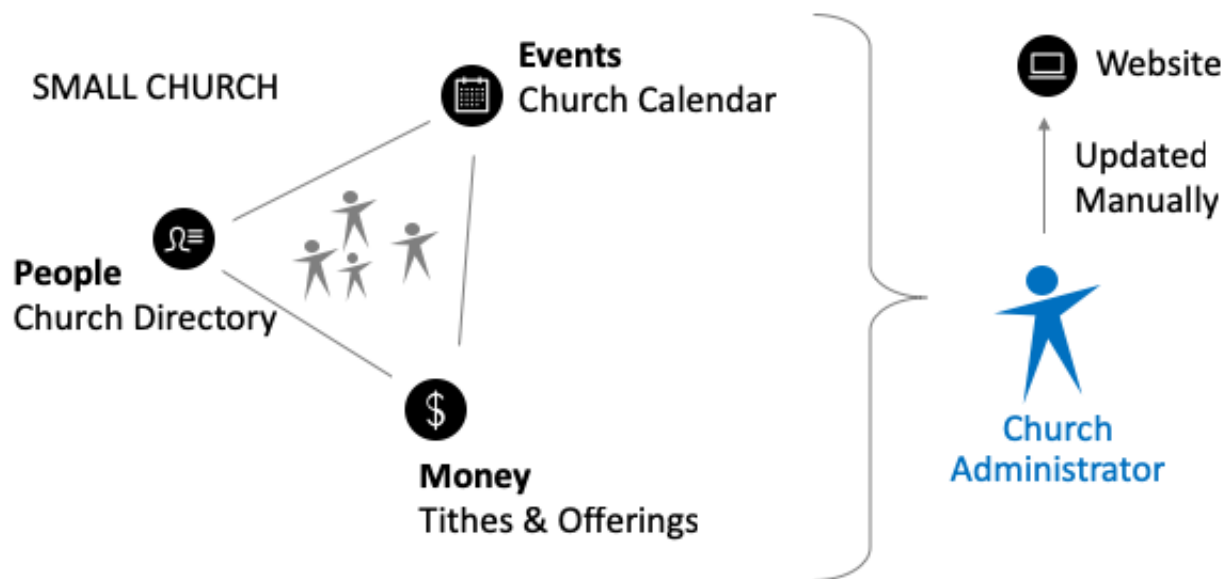 SMALL CHURCH
Events
Church Calendar
People
Church Directory
$
Money
Tithes & Offerings
Website
Updated
Manually
Church
Administrator